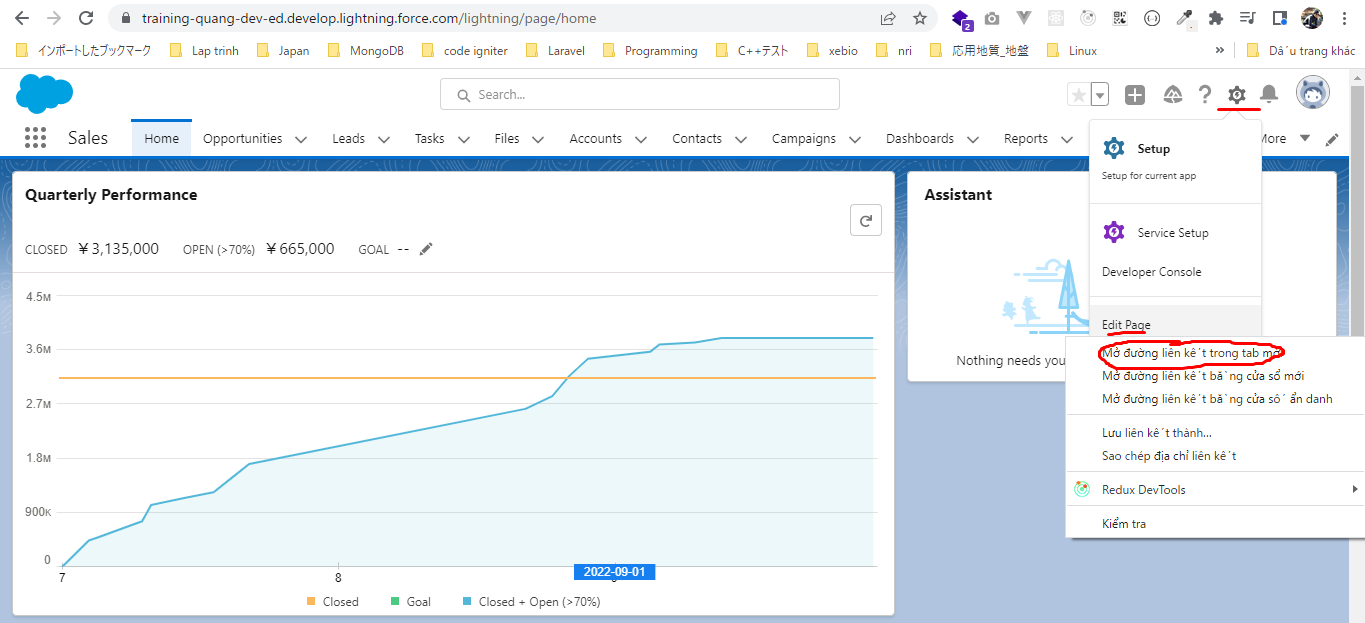 training-quang-dev-ed.develop.lightning.force.com/lightning/page/home
2
インポートしたブックマーク Lap trinh Japan MongoDB code igniter Laravel Programming C++テスト xebio nri 応用地質_地盤 Linux » Dấu trang khác
Search...
Sales Home Opportunities Leads Tasks Files Accounts Contacts Campaigns Dashboards Reports More
Setup
Setup for current app
Service Setup
Developer Console
Edit Page
Mở đường liên kết trong tab mới
Mở đường liên kết bằng cửa sổ mới
Mở đường liên kết bằng cửa sổ ẩn danh
Lưu liên kết thành...
Sao chép địa chỉ liên kết
Redux DevTools
Kiểm tra
Quarterly Performance
CLOSED ¥3,135,000 OPEN (>70%) ¥665,000 GOAL --
4.5M
3.6M
2.7M
1.8M
900K
0
7 8
2022-09-01
Closed Goal Closed + Open (>70%)
Assistant
Nothing needs you